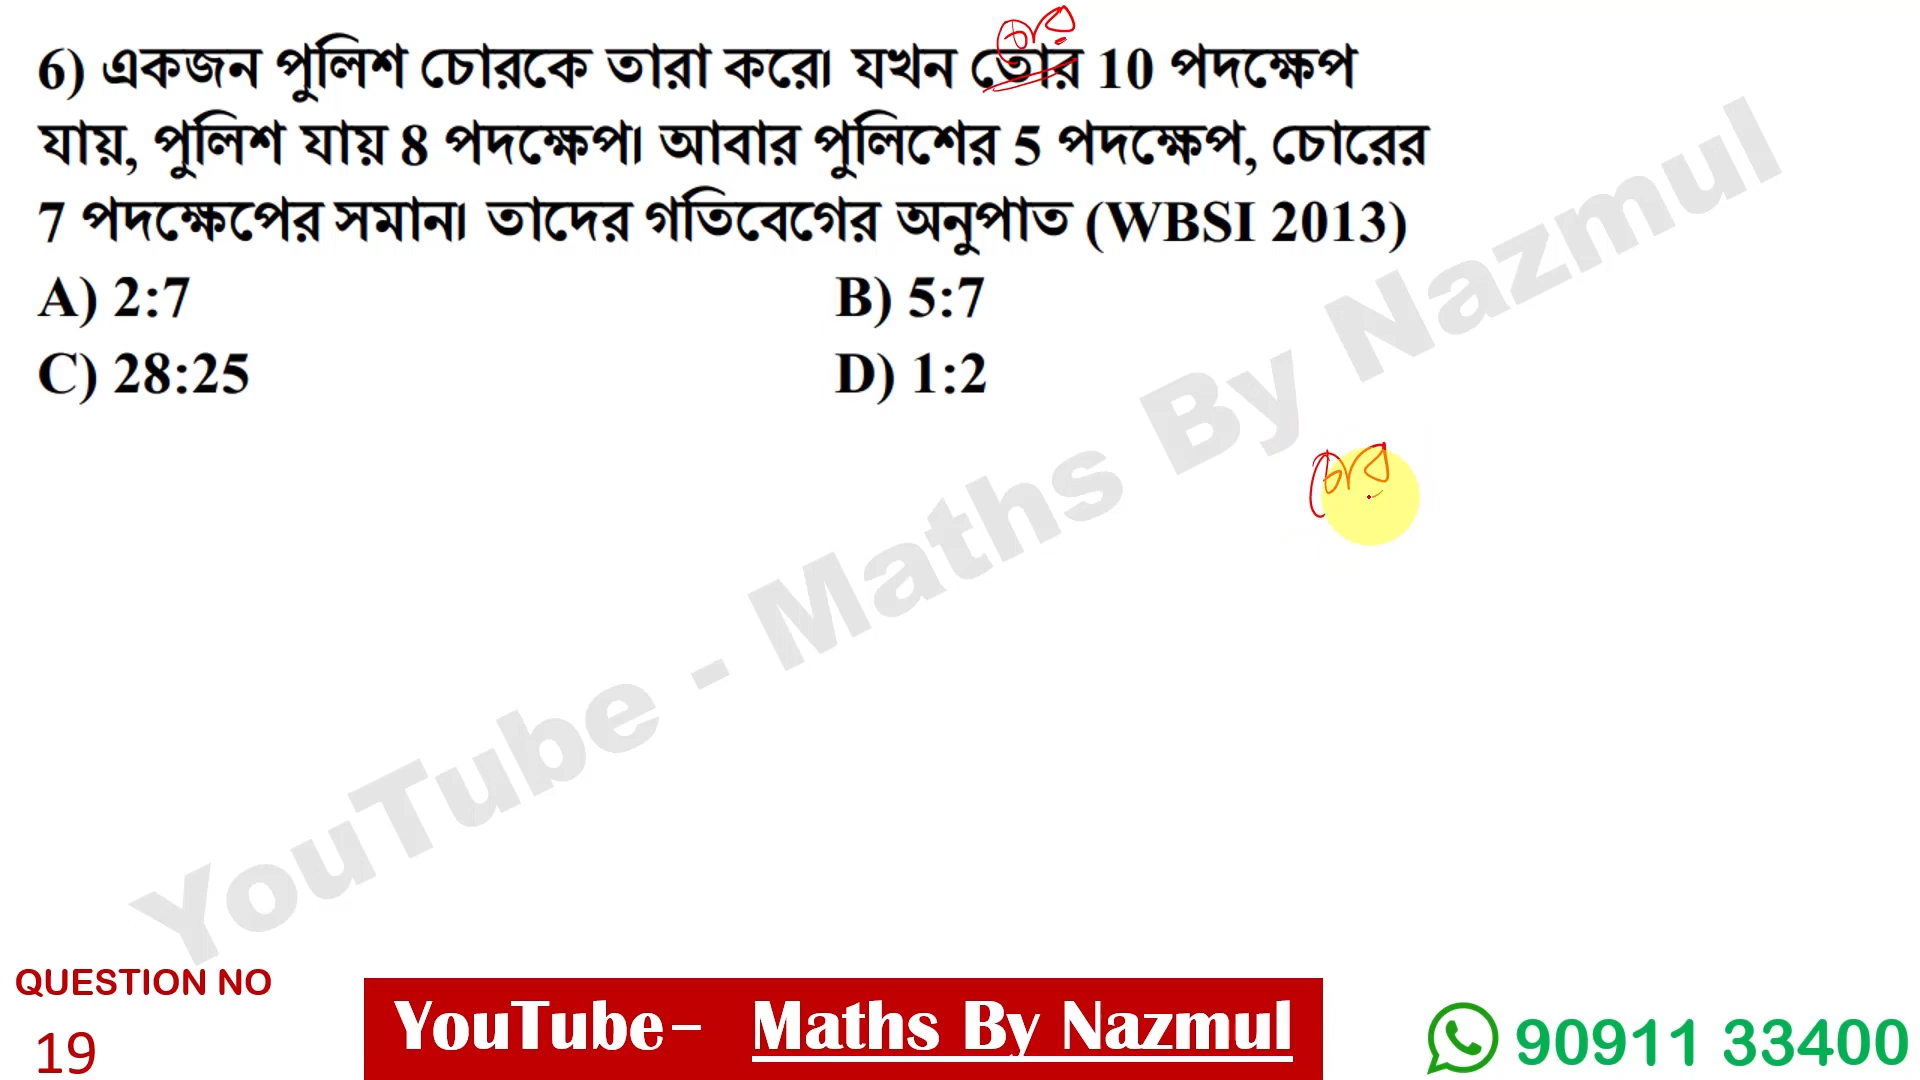 চোর
6) একজন পুলিশ চোরকে তারা করে। যখন তোর 10 পদক্ষেপ
যায়, পুলিশ যায় 8 পদক্ষেপ। আবার পুলিশের 5 পদক্ষেপ, চোরের
7 পদক্ষেপের সমান। তাদের গতিবেগের অনুপাত (WBSI 2013)
A) 2:7 B) 5:7
C) 28:25 D) 1:2
চোর
YouTube - Maths By Nazmul
QUESTION NO
19
YouTube- Maths By Nazmul
90911 33400